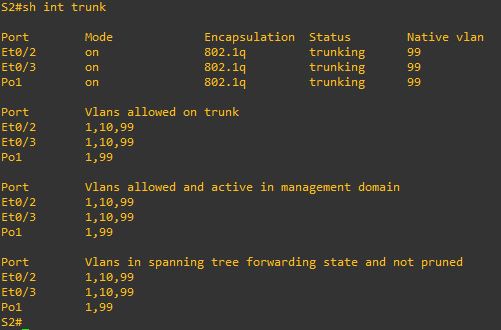 S2#sh int trunk
Port Mode Encapsulation Status Native vlan
Et0/2 on 802.1q trunking 99
Et0/3 on 802.1q trunking 99
Po1 on 802.1q trunking 99
Port Vlans allowed on trunk
Et0/2 1,10,99
Et0/3 1,10,99
Po1 1,99
Port Vlans allowed and active in management domain
Et0/2 1,10,99
Et0/3 1,10,99
Po1 1,99
Port Vlans in spanning tree forwarding state and not pruned
Et0/2 1,10,99
Et0/3 1,10,99
Po1 1,99
S2#